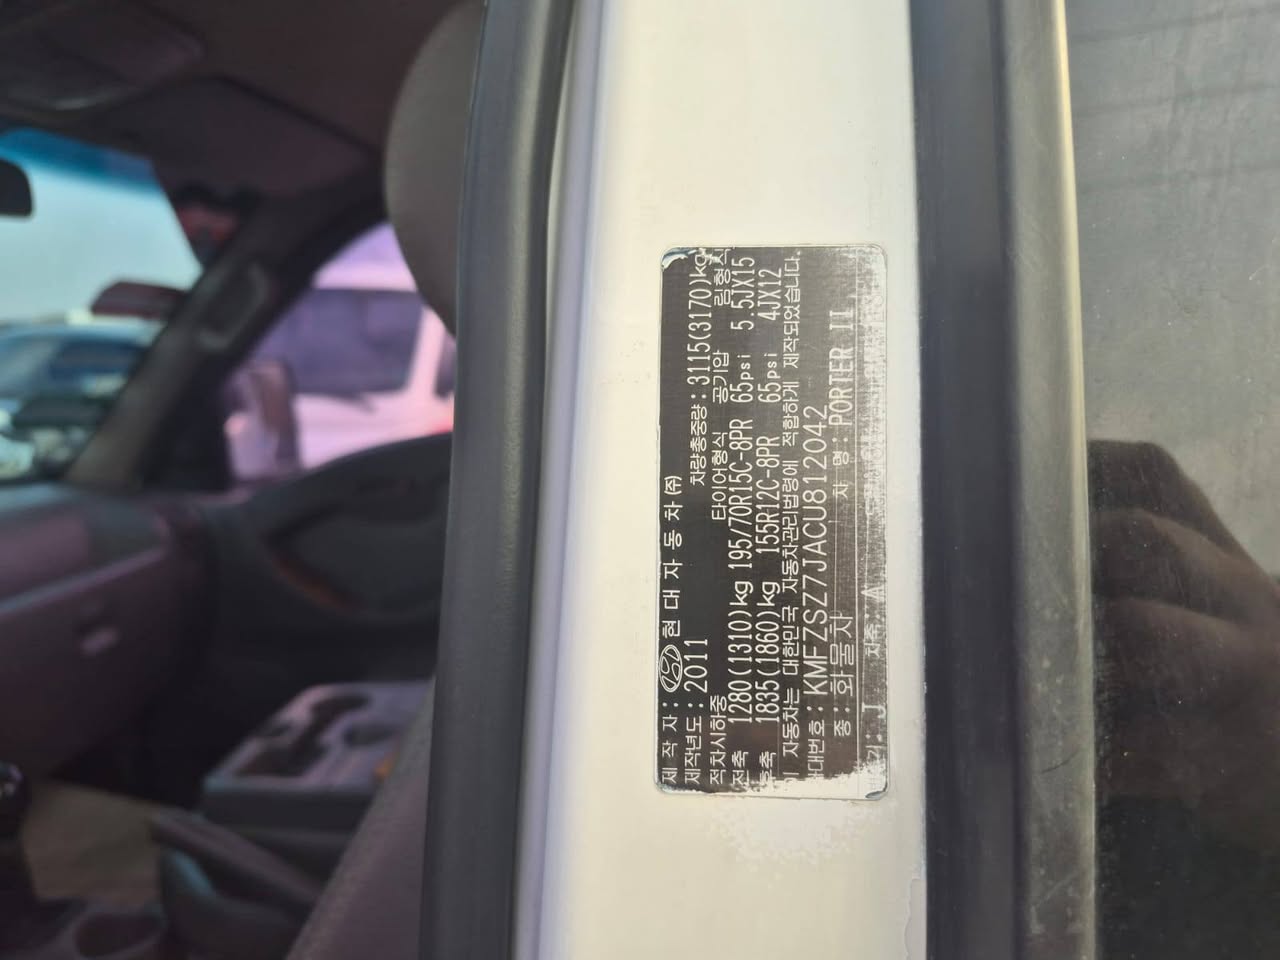 제 작 자 : 현 대 자 동 차 (주)
제작년도 : 2011 차량총중량 : 3115(3170)kg
적차시하중 타이어형식 공기압 림형식
전축 1280(1310)kg 195/70R15C-8PR 65psi 5.5JX15
후축 1835(1860)kg 155R12C-8PR 65psi 4JX12
이 자동차는 대한민국 자동차관리법령에 적합하게 제작되었습니다.
차대번호 : KMFZSZ7JACU812042
종 : 화물차 차 명 : PORTER II
J A